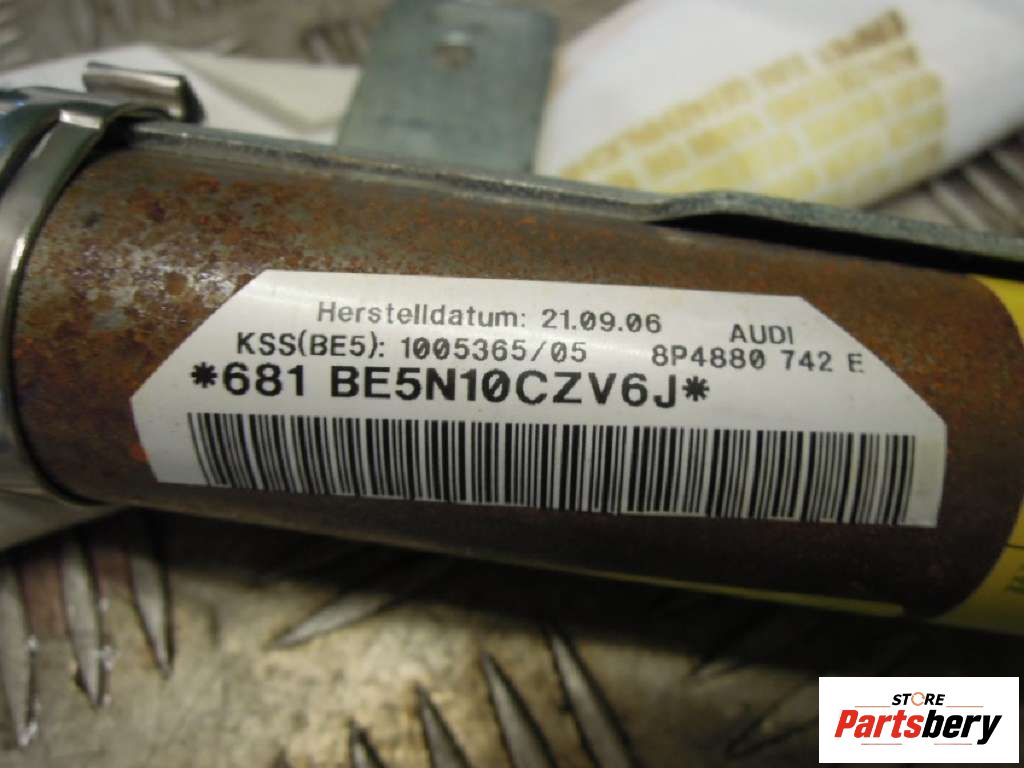 Herstelldatum: 21.09.06 AUDI
KSS(BE5): 1005365/05 8P4880 742 E
*681 BE5N10CZV6J*
STORE
Partsbery